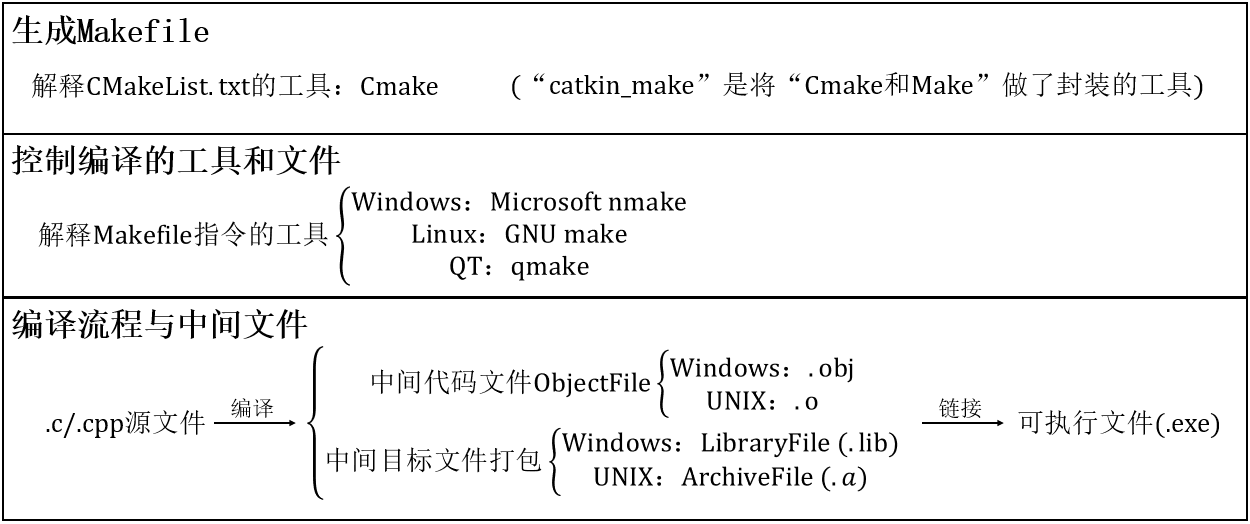 生成Makefile
解释CMakeList.txt的工具：Cmake (“catkin_make”是将“Cmake和Make”做了封装的工具)
控制编译的工具和文件
解释Makefile指令的工具
Windows：Microsoft nmake
Linux：GNU make
QT：qmake
编译流程与中间文件
.c/.cpp源文件
编译
中间代码文件ObjectFile
Windows：.obj
UNIX：.o
中间目标文件打包
Windows：LibraryFile (.lib)
UNIX：ArchiveFile (.a)
链接
可执行文件(.exe)